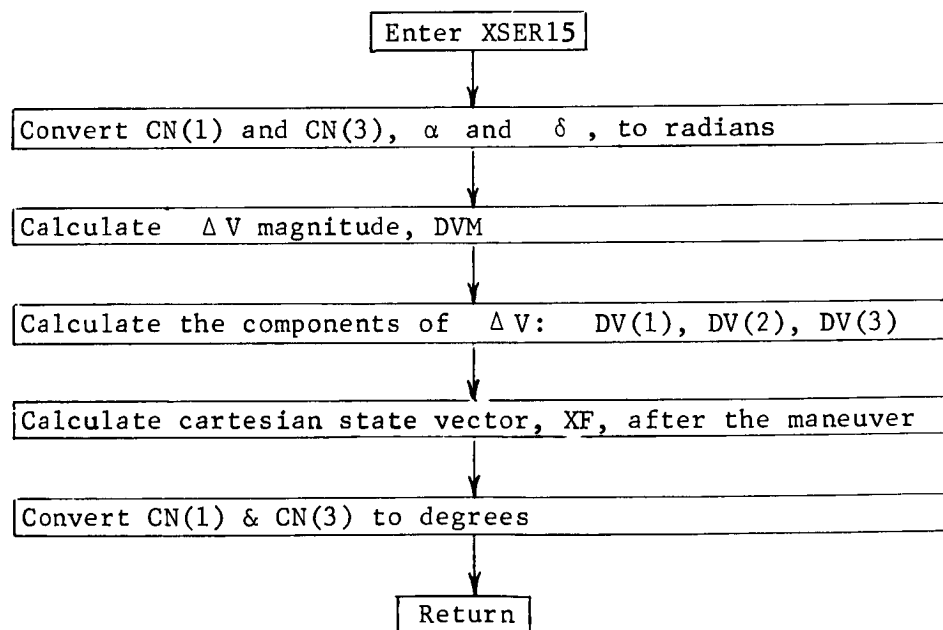 Enter XSER15
Convert CN(1) and CN(3), α and δ, to radians
Calculate ΔV magnitude, DVM
Calculate the components of ΔV: DV(1), DV(2), DV(3)
Calculate cartesian state vector, XF, after the maneuver
Convert CN(1) & CN(3) to degrees
Return